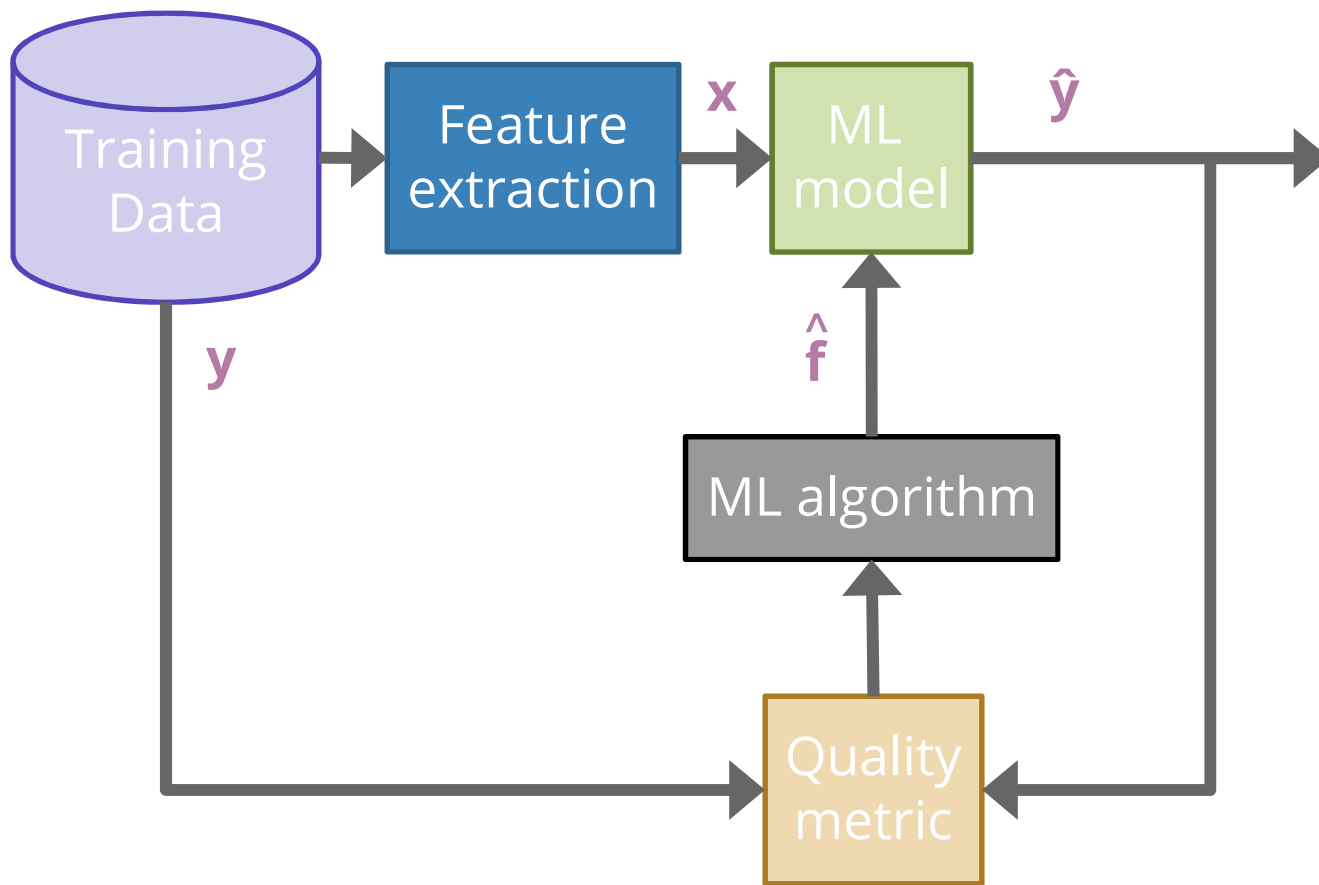 Training
Data
Feature
extraction
x
ML
model
ŷ
y
f̂
ML algorithm
Quality
metric